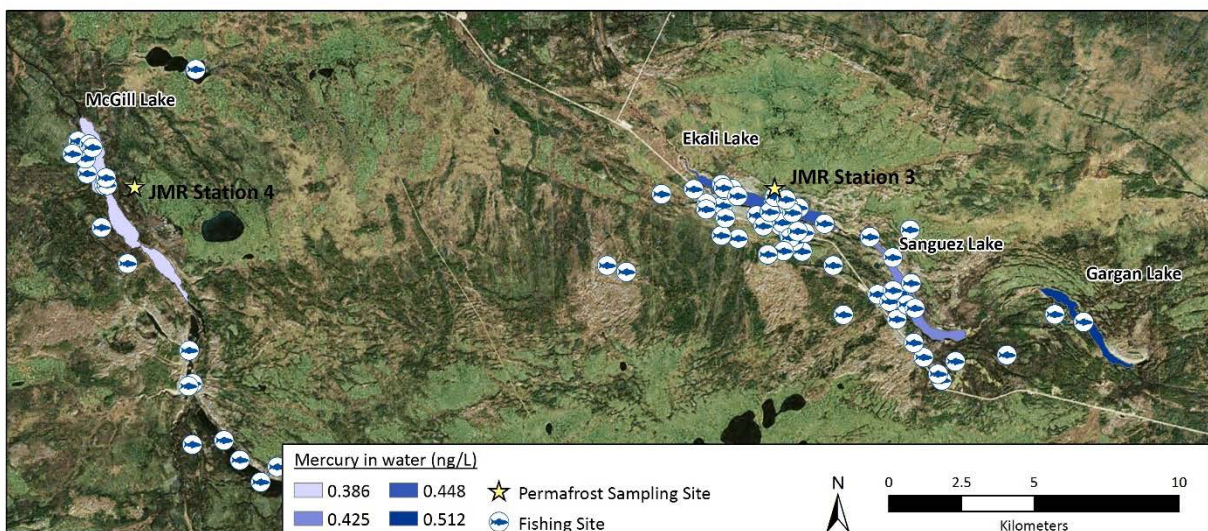 McGill Lake
Ekali Lake
JMR Station 4
JMR Station 3
Sanguez Lake
Gargan Lake
Mercury in water (ng/L)
0.386 0.448 Permafrost Sampling Site
0.425 0.512 Fishing Site
N
0 2.5 5 10
Kilometers